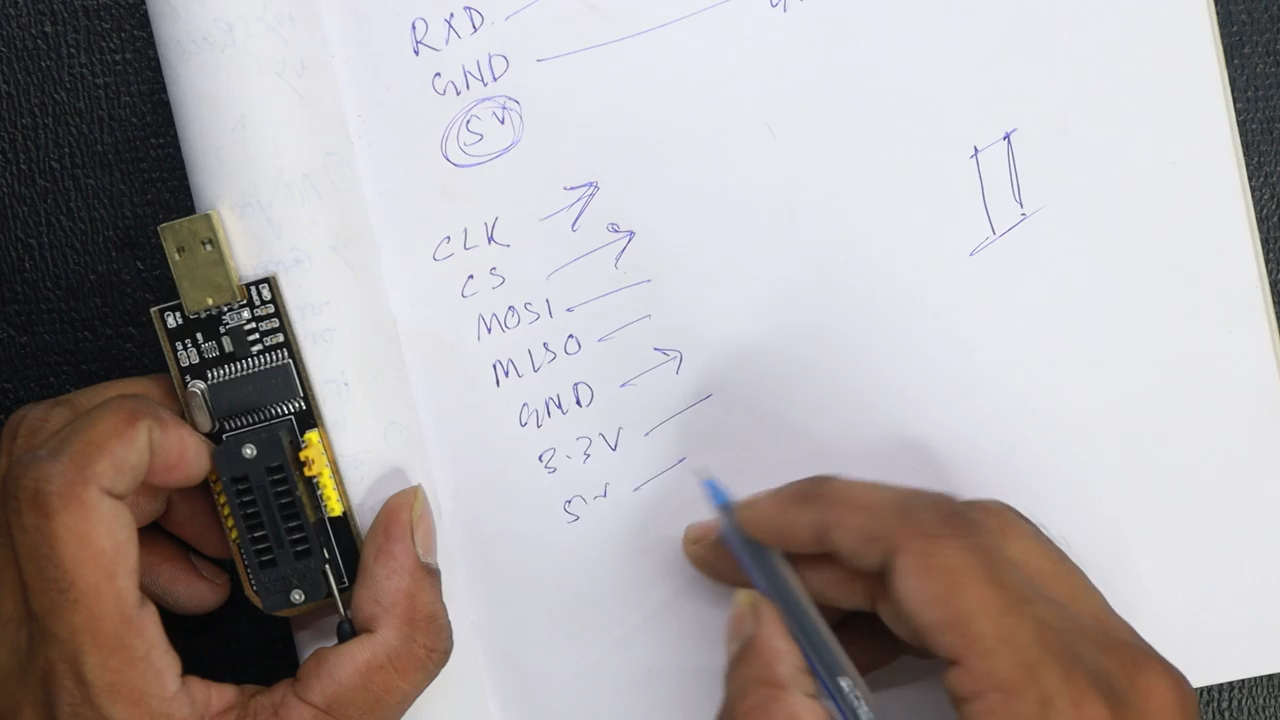 RXD
GND
5V
CLK
CS
MOSI
MISO
GND
3.3V
5V